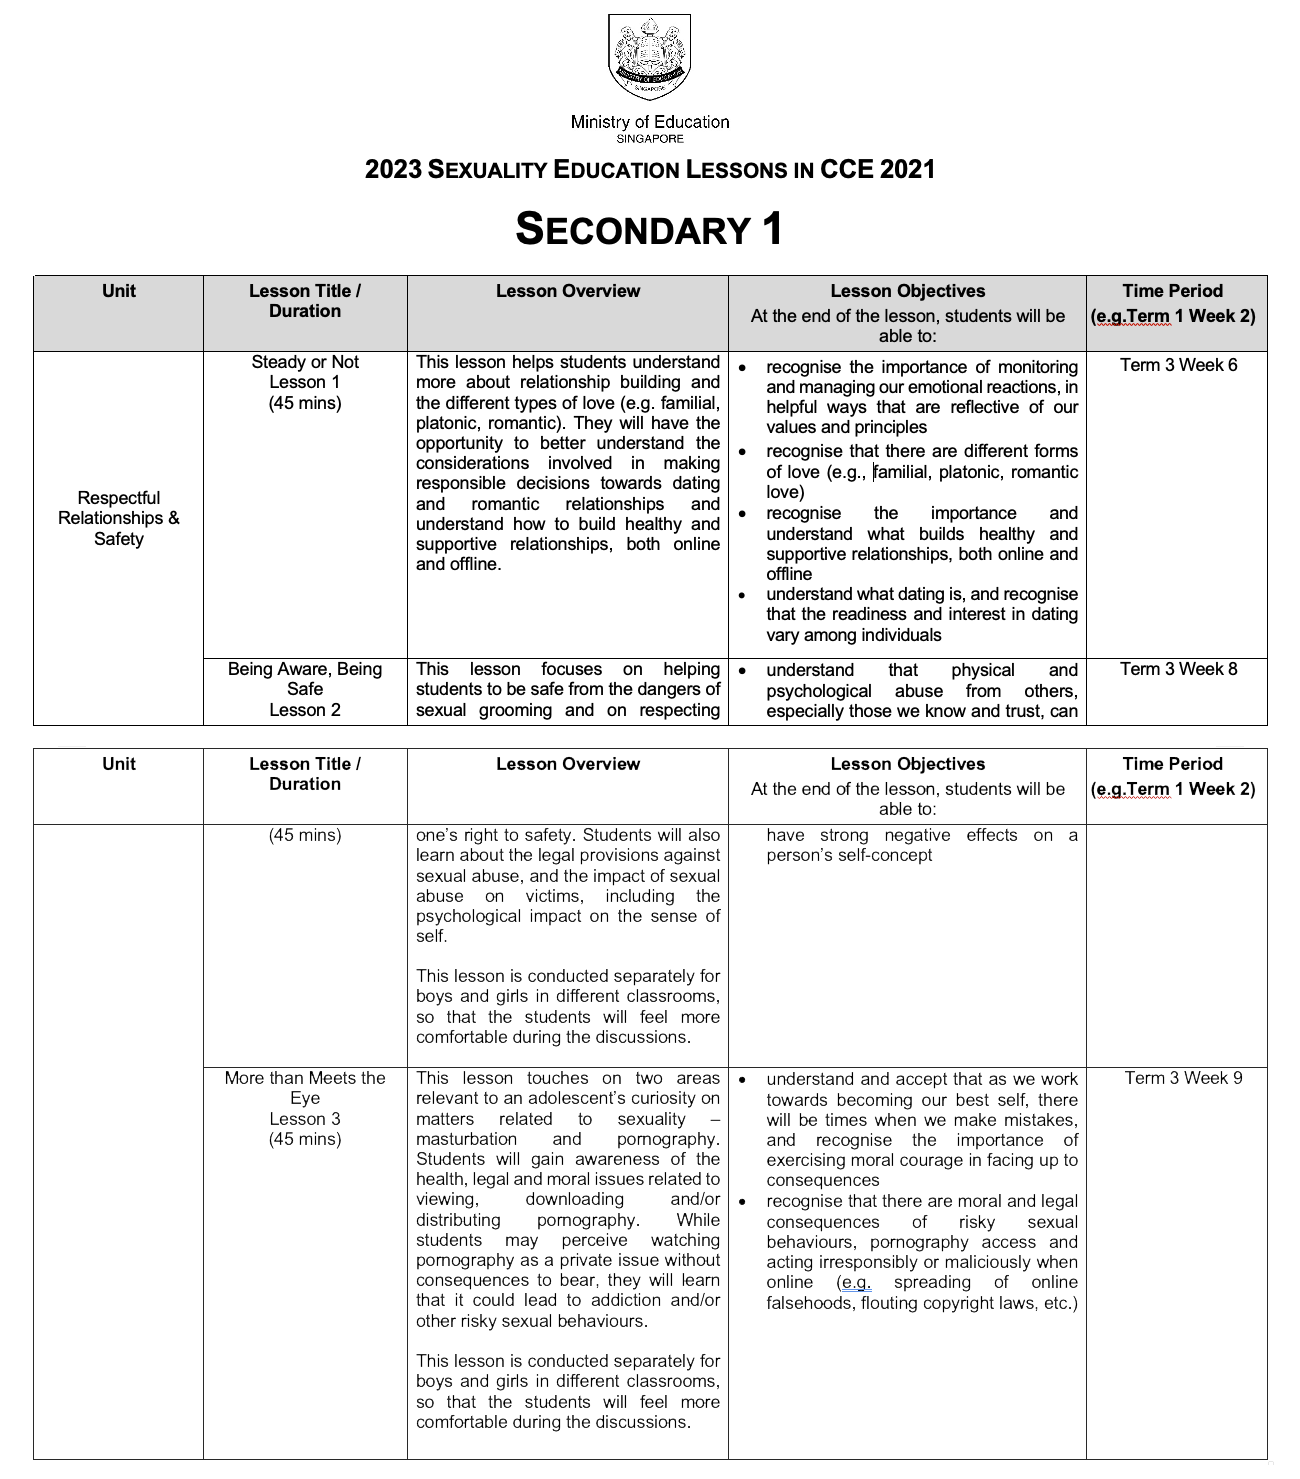 MINISTRY OF EDUCATION
SINGAPORE
Ministry of Education
SINGAPORE
2023 SEXUALITY EDUCATION LESSONS IN CCE 2021
SECONDARY 1
Unit
Lesson Title /
Duration
Lesson Overview
Lesson Objectives
At the end of the lesson, students will be
able to:
Time Period
(e.g.Term 1 Week 2)
Respectful
Relationships &
Safety
Steady or Not
Lesson 1
(45 mins)
This lesson helps students understand
more about relationship building and
the different types of love (e.g. familial,
platonic, romantic). They will have the
opportunity to better understand the
considerations involved in making
responsible decisions towards dating
and romantic relationships and
understand how to build healthy and
supportive relationships, both online
and offline.
• recognise the importance of monitoring
and managing our emotional reactions, in
helpful ways that are reflective of our
values and principles
• recognise that there are different forms
of love (e.g., familial, platonic, romantic
love)
• recognise the importance and
understand what builds healthy and
supportive relationships, both online and
offline
• understand what dating is, and recognise
that the readiness and interest in dating
vary among individuals
Term 3 Week 6
Being Aware, Being
Safe
Lesson 2
This lesson focuses on helping
students to be safe from the dangers of
sexual grooming and on respecting
• understand that physical and
psychological abuse from others,
especially those we know and trust, can
Term 3 Week 8
Unit
Lesson Title /
Duration
Lesson Overview
Lesson Objectives
At the end of the lesson, students will be
able to:
Time Period
(e.g.Term 1 Week 2)
(45 mins)
one's right to safety. Students will also
learn about the legal provisions against
sexual abuse, and the impact of sexual
abuse on victims, including the
psychological impact on the sense of
self.
This lesson is conducted separately for
boys and girls in different classrooms,
so that the students will feel more
comfortable during the discussions.
have strong negative effects on a
person's self-concept
More than Meets the
Eye
Lesson 3
(45 mins)
This lesson touches on two areas
relevant to an adolescent's curiosity on
matters related to sexuality –
masturbation and pornography.
Students will gain awareness of the
health, legal and moral issues related to
viewing, downloading and/or
distributing pornography. While
students may perceive watching
pornography as a private issue without
consequences to bear, they will learn
that it could lead to addiction and/or
other risky sexual behaviours.
This lesson is conducted separately for
boys and girls in different classrooms,
so that the students will feel more
comfortable during the discussions.
• understand and accept that as we work
towards becoming our best self, there
will be times when we make mistakes,
and recognise the importance of
exercising moral courage in facing up to
consequences
• recognise that there are moral and legal
consequences of risky sexual
behaviours, pornography access and
acting irresponsibly or maliciously when
online (e.g. spreading of online
falsehoods, flouting copyright laws, etc.)
Term 3 Week 9